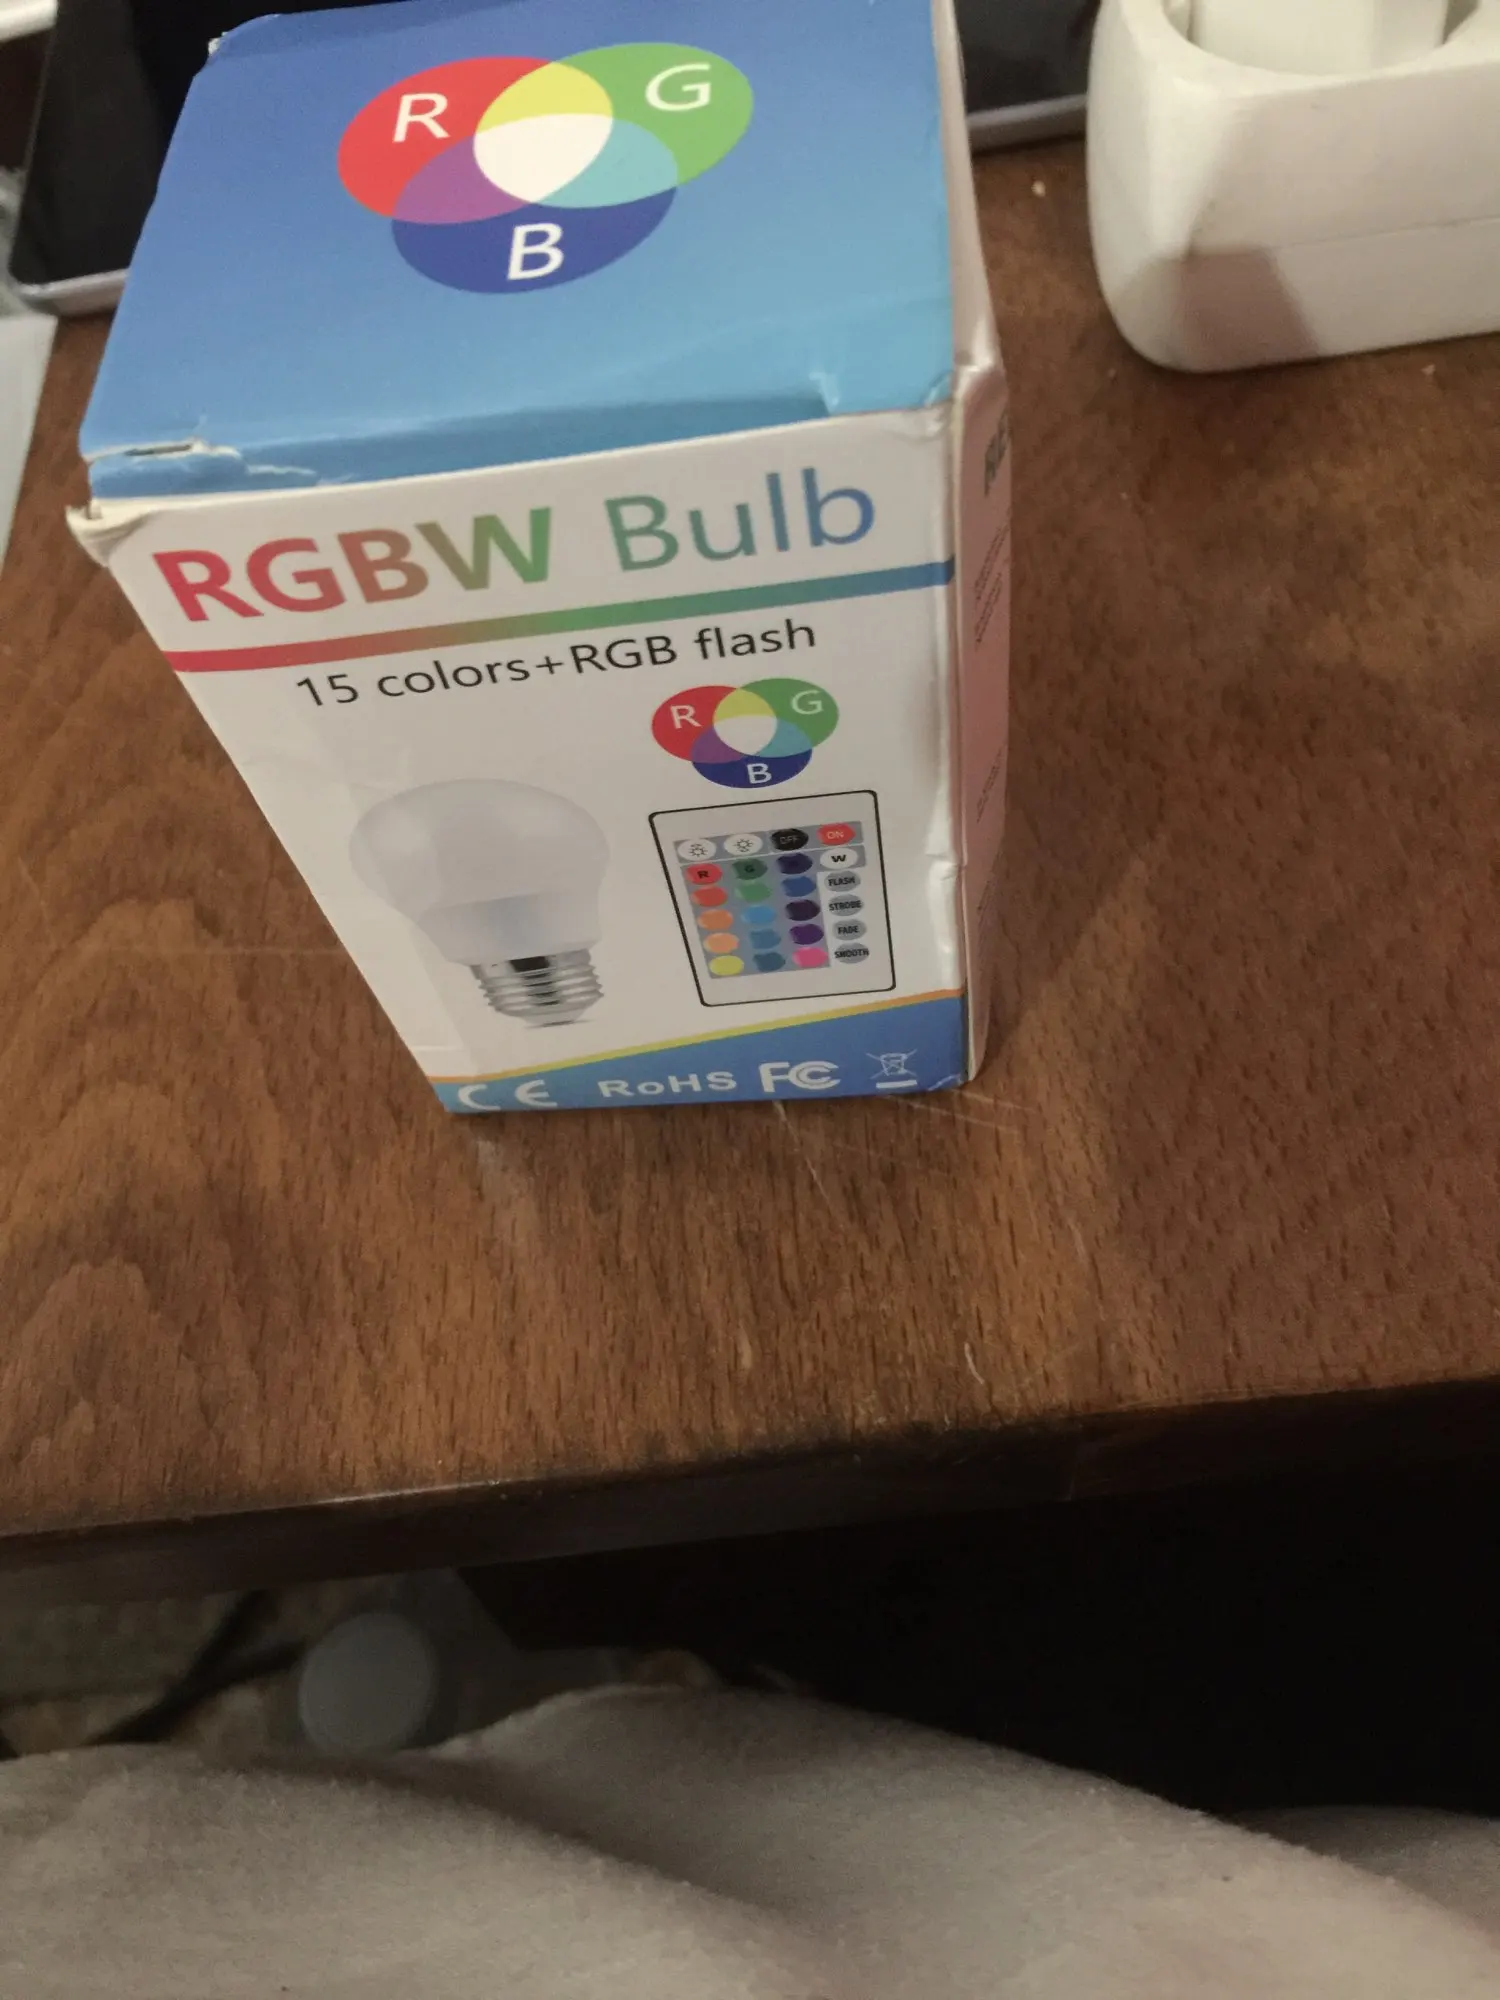 R G
B
RGBW Bulb
15 colors+RGB flash
R G
B
OFF ON
R G W
FLASH
STROBE
FADE
SMOOTH
CE RoHS FC